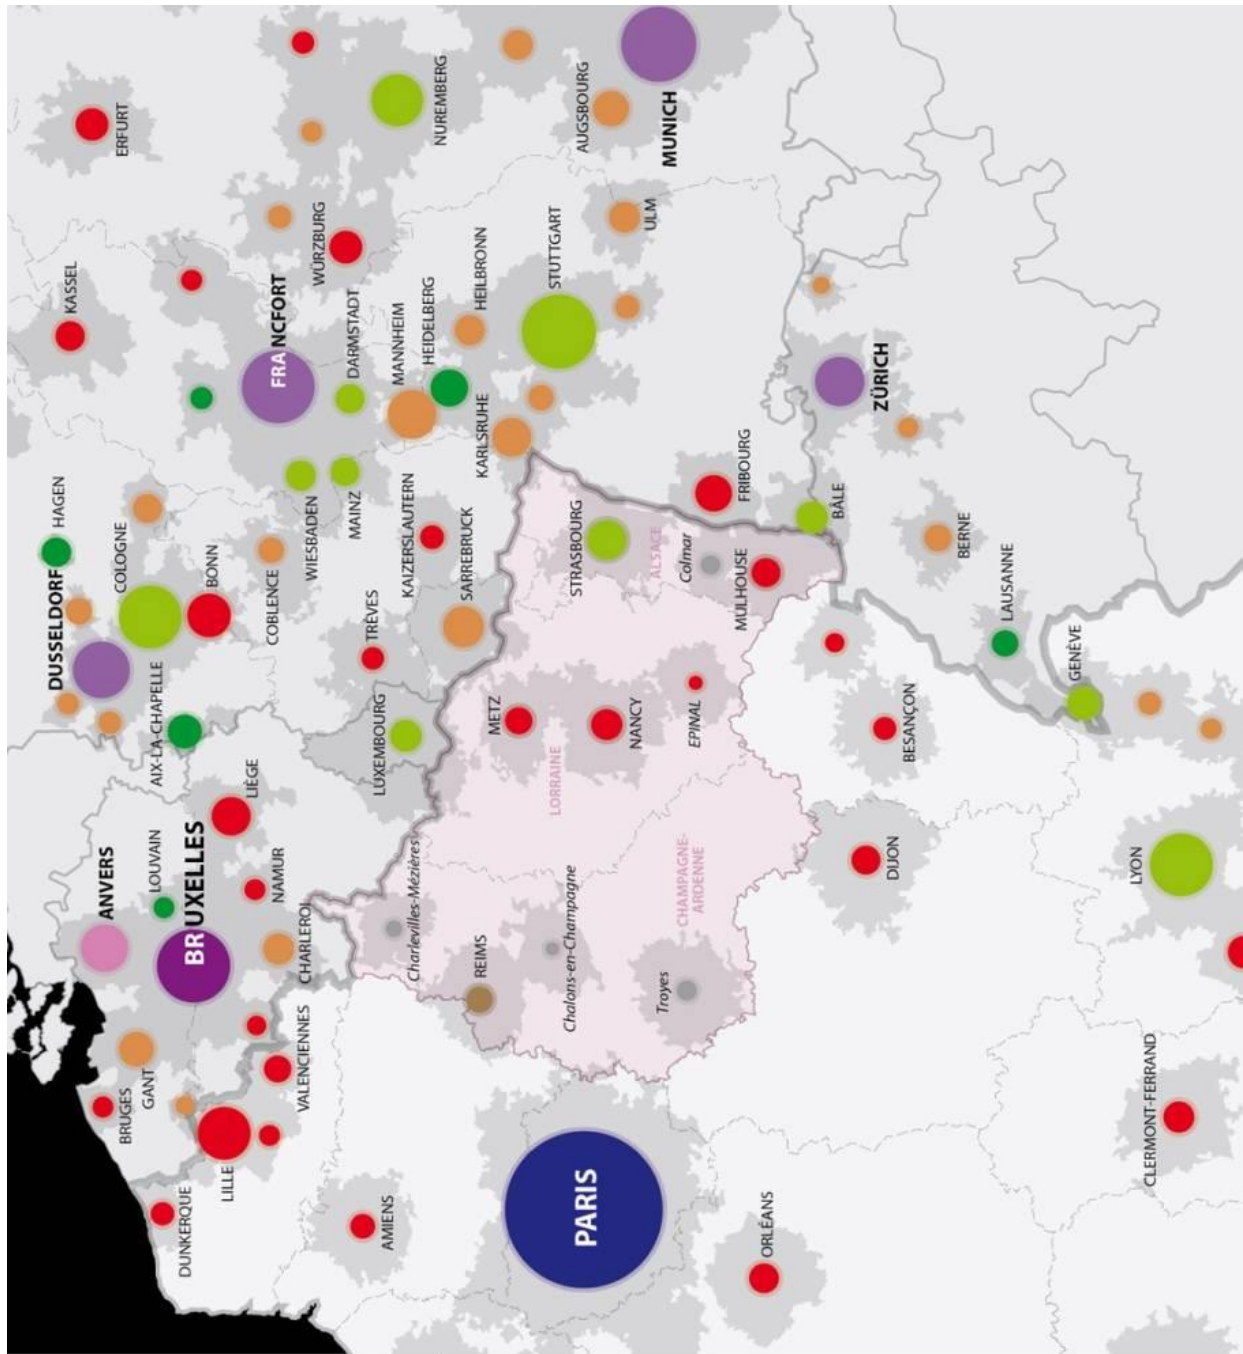 DUSSELDORF
HAGEN
KASSEL
ANVERS
COLOGNE
ERFURT
BRUGES
GANT
LOUVAIN
AIX-LA-CHAPELLE
DUNKERQUE
BRUXELLES
BONN
LILLE
LIÈGE
COBLENCE
FRANCFORT
NAMUR
CHARLEROI
VALENCIENNES
WIESBADEN
WÜRZBURG
MAINZ
DARMSTADT
TRÈVES
LUXEMBOURG
AMIENS
MANNHEIM
KAIZERSLAUTERN
Charlevilles-Mézières
HEIDELBERG
NUREMBERG
SARREBRUCK
HEILBRONN
REIMS
KARLSRUHE
METZ
LORRAINE
STUTTGART
Chalons-en-Champagne
STRASBOURG
AUGSBOURG
PARIS
NANCY
ULM
ALSACE
Troyes
MUNICH
Colmar
CHAMPAGNE-
ARDENNE
EPINAL
MULHOUSE
FRIBOURG
ORLÉANS
BÂLE
ZÜRICH
DIJON
BESANÇON
BERNE
LAUSANNE
GENÈVE
LYON
CLERMONT-FERRAND